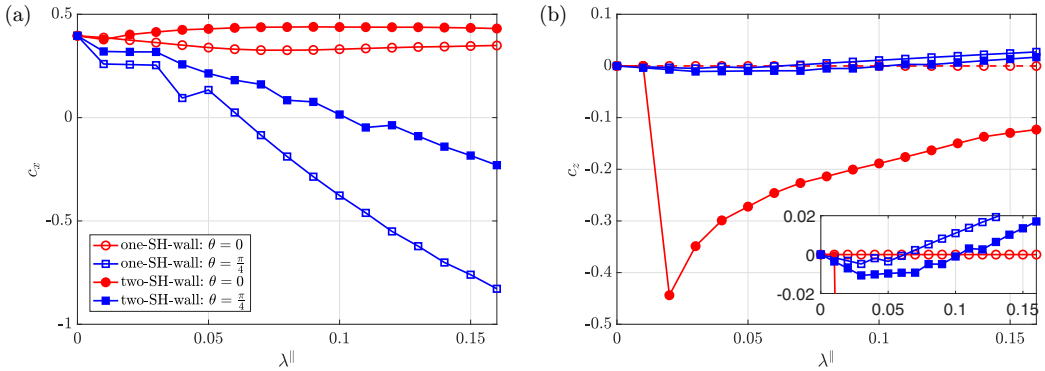 (a)
0.5
0
-0.5
-1
c_x
0
0.05
0.1
0.15
λ^∥
one-SH-wall: θ = 0
one-SH-wall: θ = π/4
two-SH-wall: θ = 0
two-SH-wall: θ = π/4
(b)
0.1
0
-0.1
-0.2
-0.3
-0.4
-0.5
c_z
0
0.05
0.1
0.15
λ^∥
0.02
0
-0.02
0
0.05
0.1
0.15